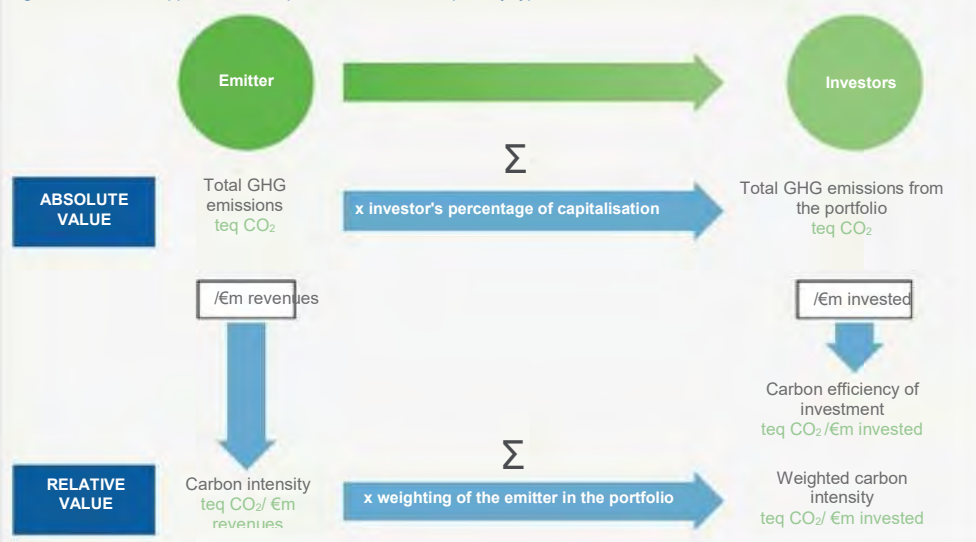 Emitter
Investors
Σ
ABSOLUTE
VALUE
Total GHG
emissions
teq CO₂
x investor's percentage of capitalisation
Total GHG emissions from
the portfolio
teq CO₂
/€m revenues
/€m invested
Carbon efficiency of
investment
teq CO₂ /€m invested
Σ
RELATIVE
VALUE
Carbon intensity
teq CO₂/ €m
revenues
x weighting of the emitter in the portfolio
Weighted carbon
intensity
teq CO₂/ €m invested